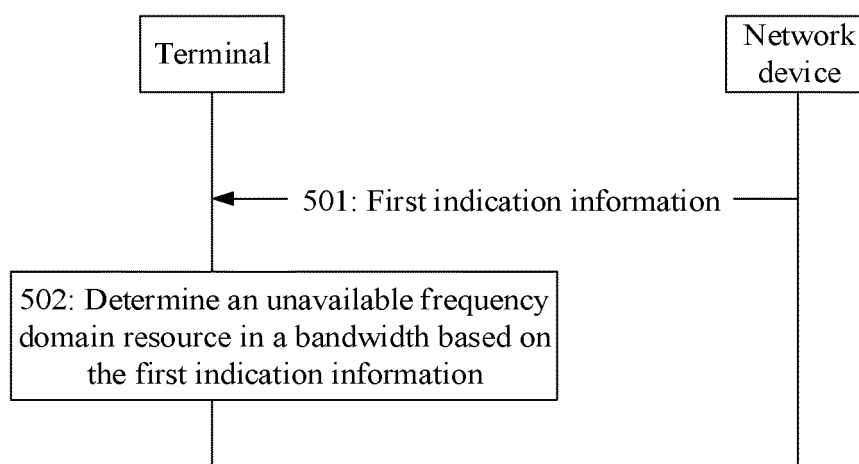 Terminal
Network
device
501: First indication information
502: Determine an unavailable frequency
domain resource in a bandwidth based on
the first indication information